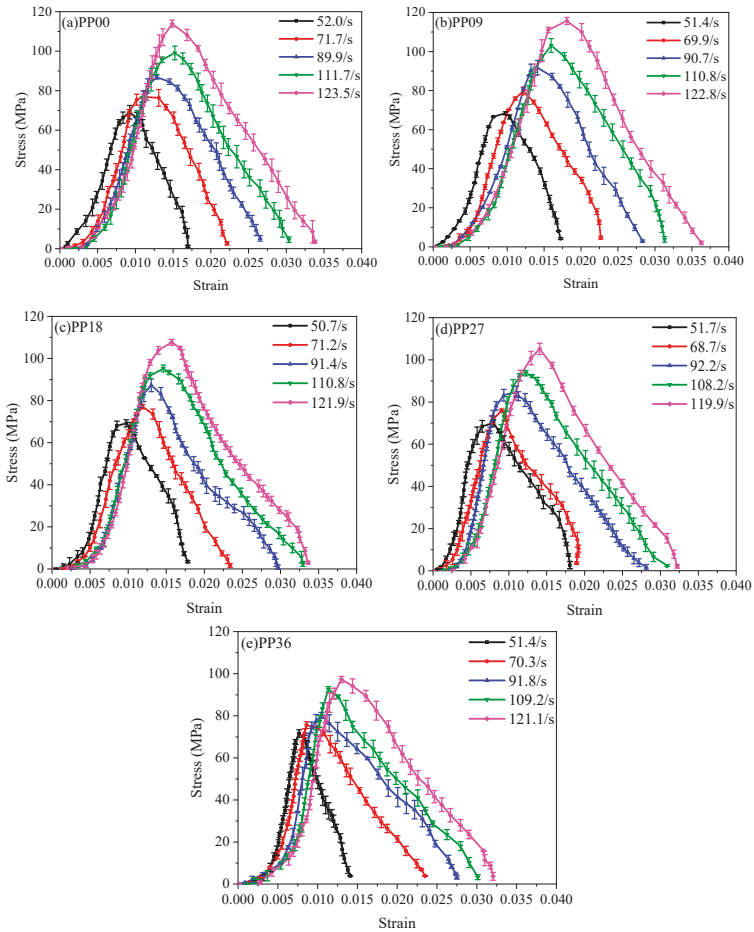 (a)PP00
52.0/s
71.7/s
89.9/s
111.7/s
123.5/s
120
100
80
60
40
20
0
Stress (MPa)
0.000 0.005 0.010 0.015 0.020 0.025 0.030 0.035 0.040
Strain
(b)PP09
51.4/s
69.9/s
90.7/s
110.8/s
122.8/s
120
100
80
60
40
20
0
Stress (MPa)
0.000 0.005 0.010 0.015 0.020 0.025 0.030 0.035 0.040
Strain
(c)PP18
50.7/s
71.2/s
91.4/s
110.8/s
121.9/s
120
100
80
60
40
20
0
Stress (MPa)
0.000 0.005 0.010 0.015 0.020 0.025 0.030 0.035 0.040
Strain
(d)PP27
51.7/s
68.7/s
92.2/s
108.2/s
119.9/s
120
100
80
60
40
20
0
Stress (MPa)
0.000 0.005 0.010 0.015 0.020 0.025 0.030 0.035 0.040
Strain
(e)PP36
51.4/s
70.3/s
91.8/s
109.2/s
121.1/s
120
100
80
60
40
20
0
Stress (MPa)
0.000 0.005 0.010 0.015 0.020 0.025 0.030 0.035 0.040
Strain